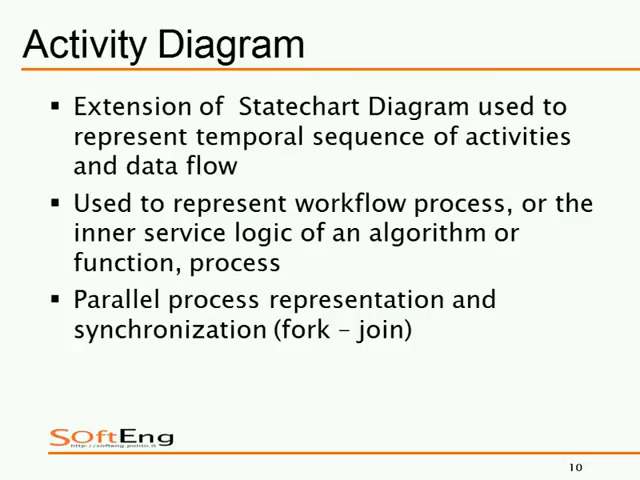 Activity Diagram
▪ Extension of  Statechart Diagram used to
represent temporal sequence of activities
and data flow
▪ Used to represent workflow process, or the
inner service logic of an algorithm or
function, process
▪ Parallel process representation and
synchronization (fork – join)
SOftEng
http://softeng.polito.it
10